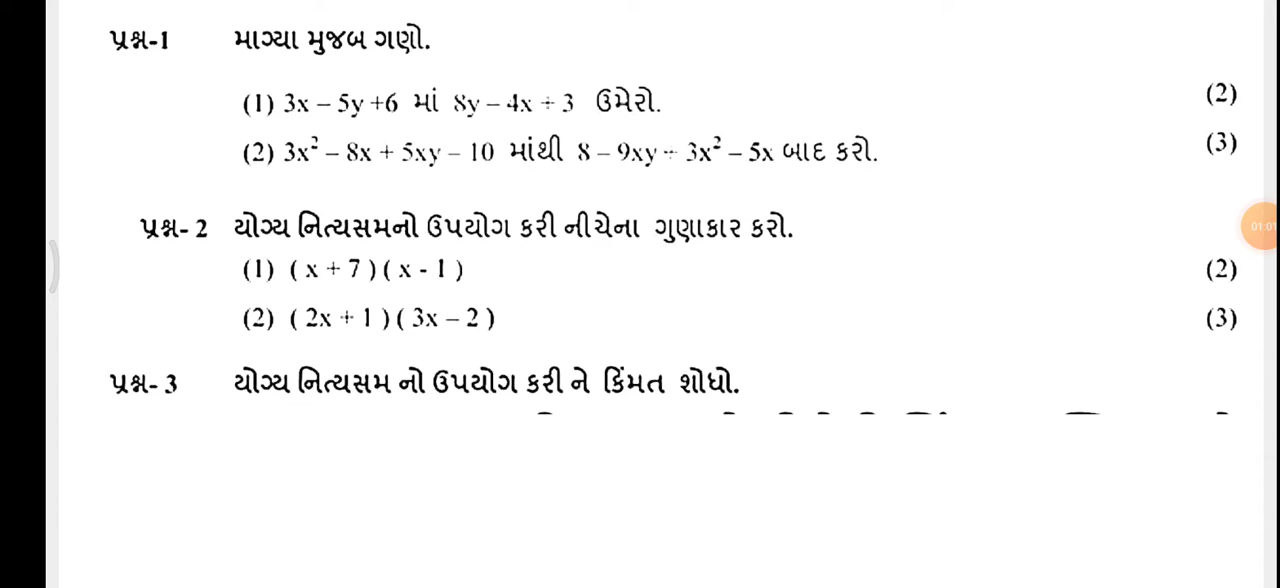 પ્રશ્ન-1 માગ્યા મુજબ ગણો.
(1) 3x – 5y +6 માં 8y – 4x + 3 ઉમેરો. (2)
(2) 3x² – 8x + 5xy – 10 માંથી 8 – 9xy – 3x² – 5x બાદ કરો. (3)
પ્રશ્ન- 2 યોગ્ય નિત્યસમનો ઉપયોગ કરી નીચેના ગુણાકાર કરો.
(1) ( x + 7 ) ( x - 1 ) (2)
01:01
(2) ( 2x + 1 ) ( 3x – 2 ) (3)
પ્રશ્ન- 3 યોગ્ય નિત્યસમ નો ઉપયોગ કરી ને કિંમત શોધો.